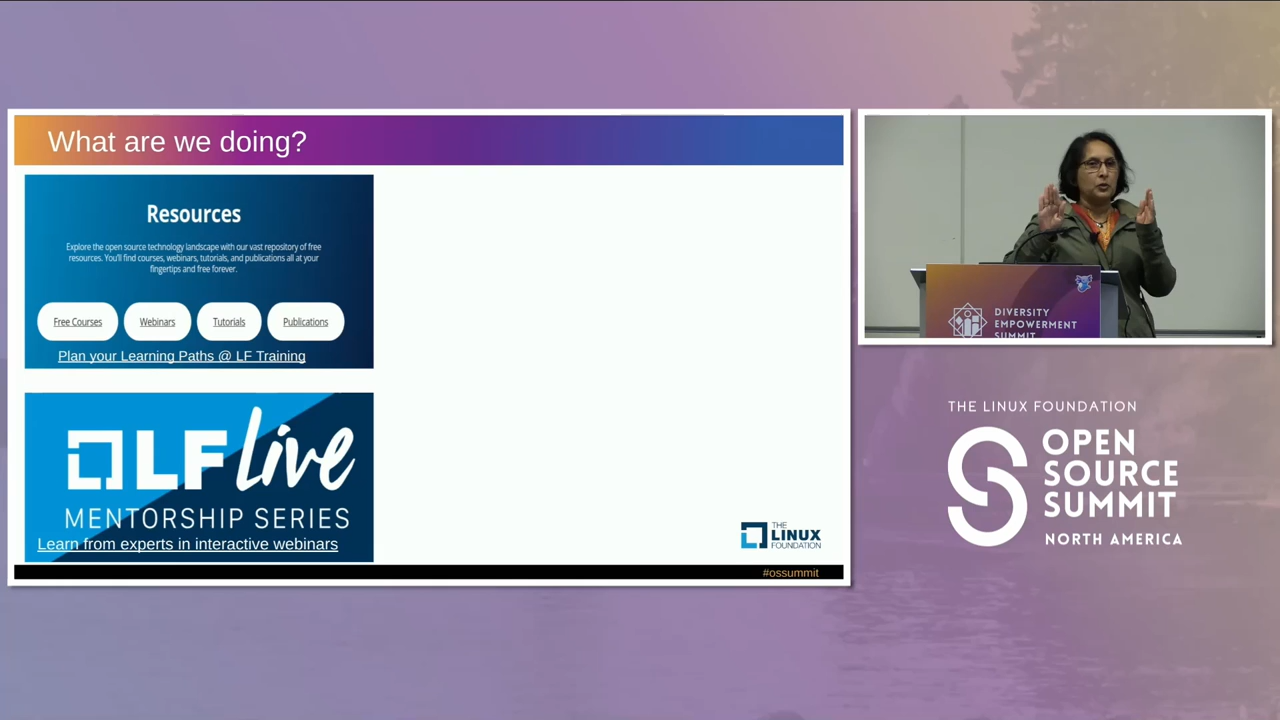 What are we doing?
Resources
Explore the open source technology landscape with our vast repository of free
resources. You'll find courses, webinars, tutorials, and publications all at your
fingertips and free forever.
Free Courses
Webinars
Tutorials
Publications
Plan your Learning Paths @ LF Training
LF Live
MENTORSHIP SERIES
Learn from experts in interactive webinars
THE
LINUX
FOUNDATION
#ossummit
DIVERSITY
EMPOWERMENT
SUMMIT
THE LINUX FOUNDATION
OPEN
SOURCE
SUMMIT
NORTH AMERICA